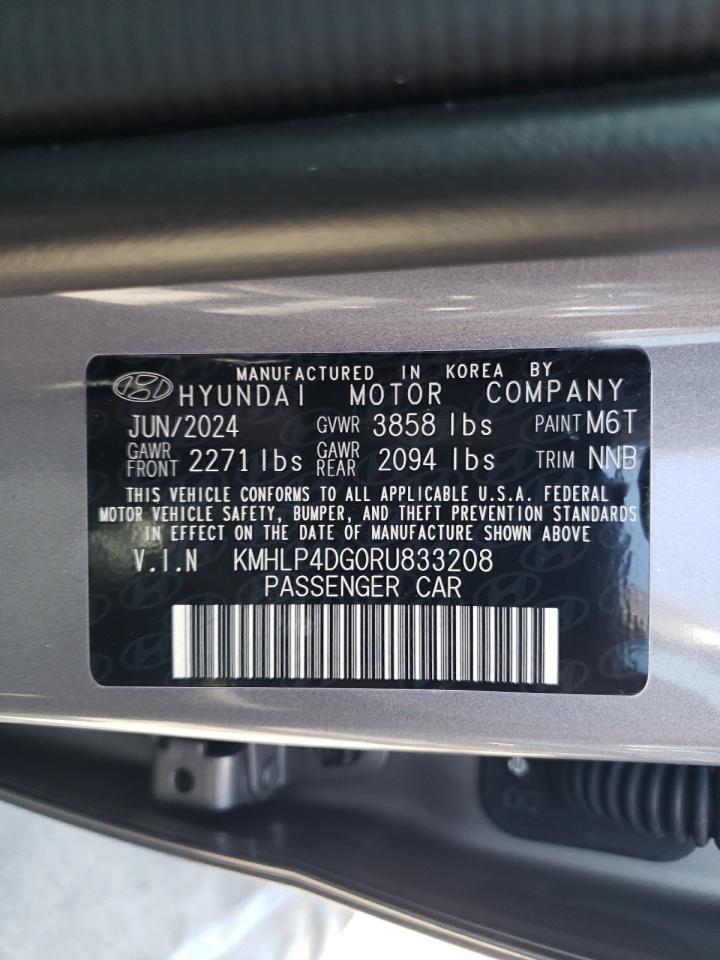 MANUFACTURED IN KOREA BY
HYUNDAI MOTOR COMPANY
JUN/2024 GVWR 3858 lbs PAINT M6T
GAWR FRONT 2271 lbs GAWR REAR 2094 lbs TRIM NNB
THIS VEHICLE CONFORMS TO ALL APPLICABLE U.S.A. FEDERAL
MOTOR VEHICLE SAFETY, BUMPER, AND THEFT PREVENTION STANDARDS
IN EFFECT ON THE DATE OF MANUFACTURE SHOWN ABOVE
V.I.N KMHLP4DG0RU833208
PASSENGER CAR